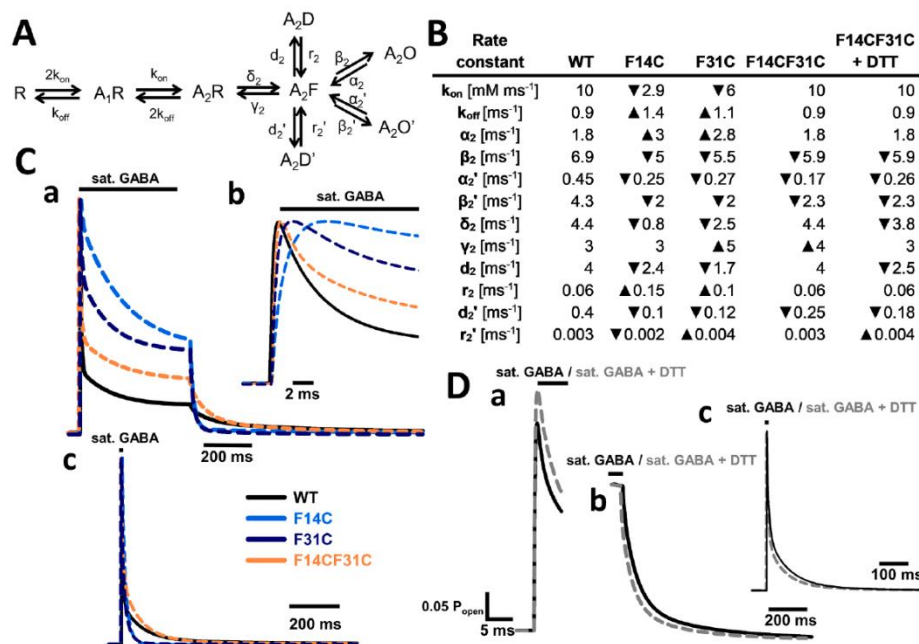 A
A₂D
d₂ r₂
β₂ A₂O
2kon kon δ₂ α₂
R A₁R A₂R A₂F
koff 2koff γ₂ α₂'
d₂' r₂' β₂' A₂O'
A₂D'
B
Rate constant WT F14C F31C F14CF31C F14CF31C + DTT
kon [mM ms⁻¹] 10 ▼2.9 ▼6 10 10
koff [ms⁻¹] 0.9 ▲1.4 ▲1.1 0.9 0.9
α₂ [ms⁻¹] 1.8 ▲3 ▲2.8 1.8 1.8
β₂ [ms⁻¹] 6.9 ▼5 ▼5.5 ▼5.9 ▼5.9
α₂' [ms⁻¹] 0.45 ▼0.25 ▼0.27 ▼0.17 ▼0.26
β₂' [ms⁻¹] 4.3 ▼2 ▼2 ▼2.3 ▼2.3
δ₂ [ms⁻¹] 4.4 ▼0.8 ▼2.5 4.4 ▼3.8
γ₂ [ms⁻¹] 3 3 ▲5 ▲4 3
d₂ [ms⁻¹] 4 ▼2.4 ▼1.7 4 ▼2.5
r₂ [ms⁻¹] 0.06 ▲0.15 ▲0.1 0.06 0.06
d₂' [ms⁻¹] 0.4 ▼0.1 ▼0.12 ▼0.25 ▼0.18
r₂' [ms⁻¹] 0.003 ▼0.002 ▲0.004 0.003 ▲0.004
C
a
sat. GABA
b
sat. GABA
2 ms
200 ms
c
sat. GABA
WT
F14C
F31C
F14CF31C
200 ms
D
a
sat. GABA / sat. GABA + DTT
0.05 Popen
5 ms
b
sat. GABA / sat. GABA + DTT
200 ms
c
sat. GABA / sat. GABA + DTT
100 ms